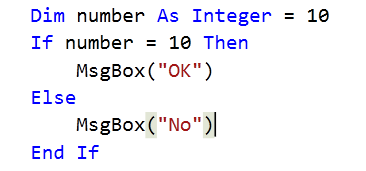 Dim number As Integer = 10
If number = 10 Then
    MsgBox("OK")
Else
    MsgBox("No")
End If